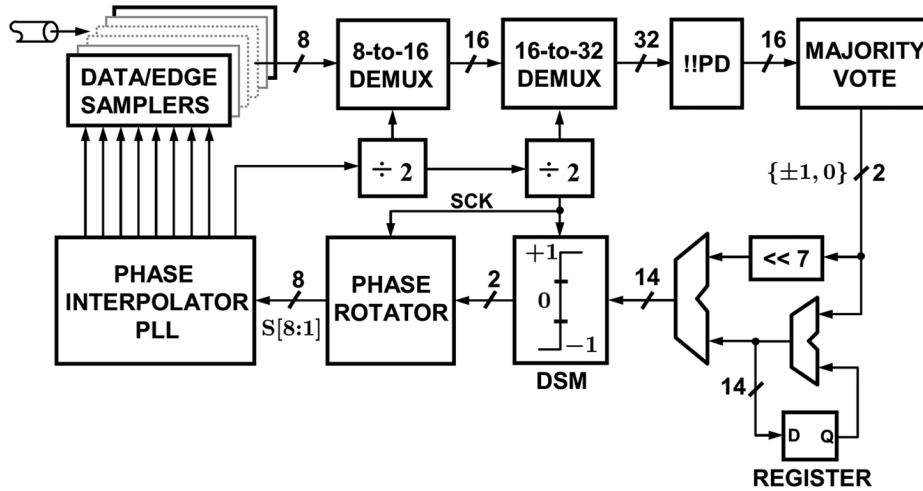 8
8-to-16
DEMUX
16
16-to-32
DEMUX
32
!!PD
16
MAJORITY
VOTE
DATA/EDGE
SAMPLERS
÷ 2
÷ 2
{±1, 0}
2
SCK
PHASE
INTERPOLATOR
PLL
8
S[8:1]
PHASE
ROTATOR
2
+1
0
−1
DSM
14
<< 7
14
D Q
REGISTER